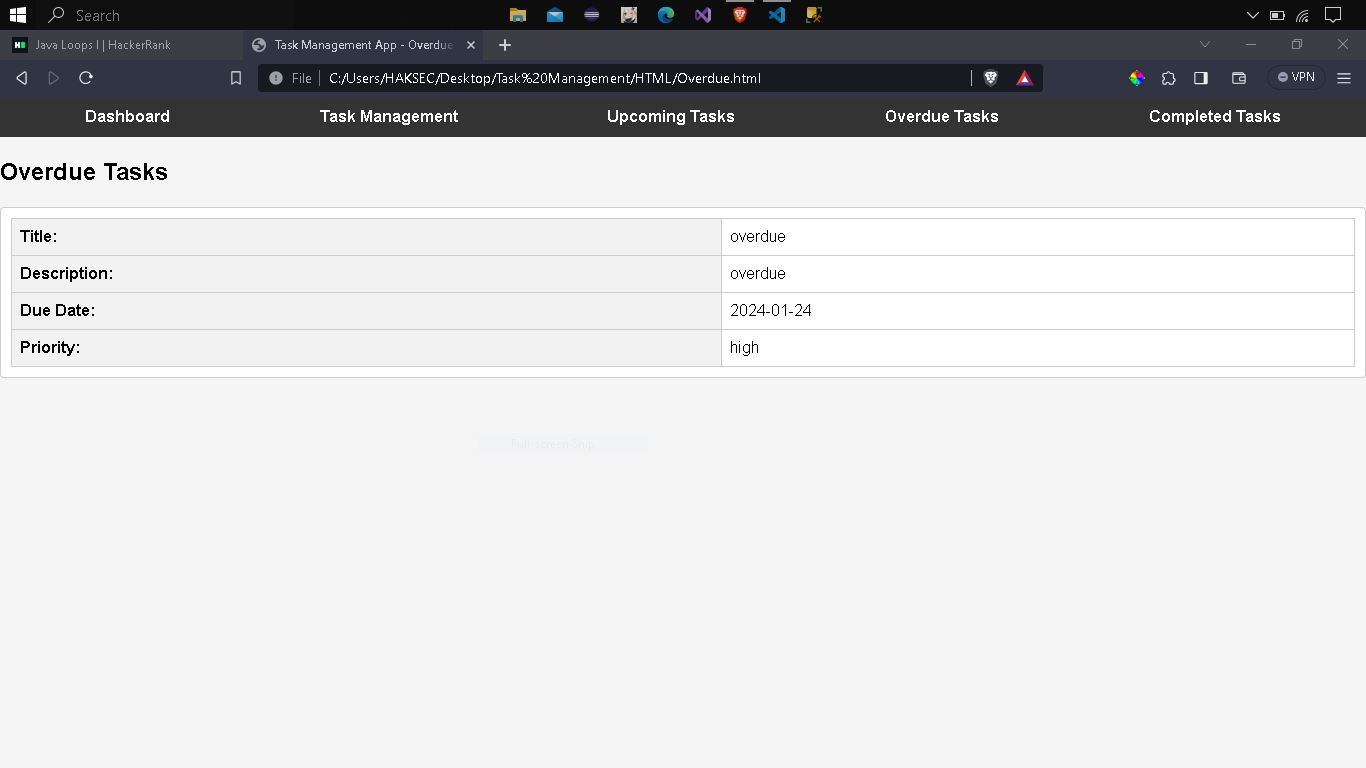 Search
Java Loops I | HackerRank
Task Management App - Overdue
File
C:/Users/HAKSEC/Desktop/Task%20Management/HTML/Overdue.html
VPN
Dashboard Task Management Upcoming Tasks Overdue Tasks Completed Tasks
Overdue Tasks
Title: overdue
Description: overdue
Due Date: 2024-01-24
Priority: high
Full-screen Snip